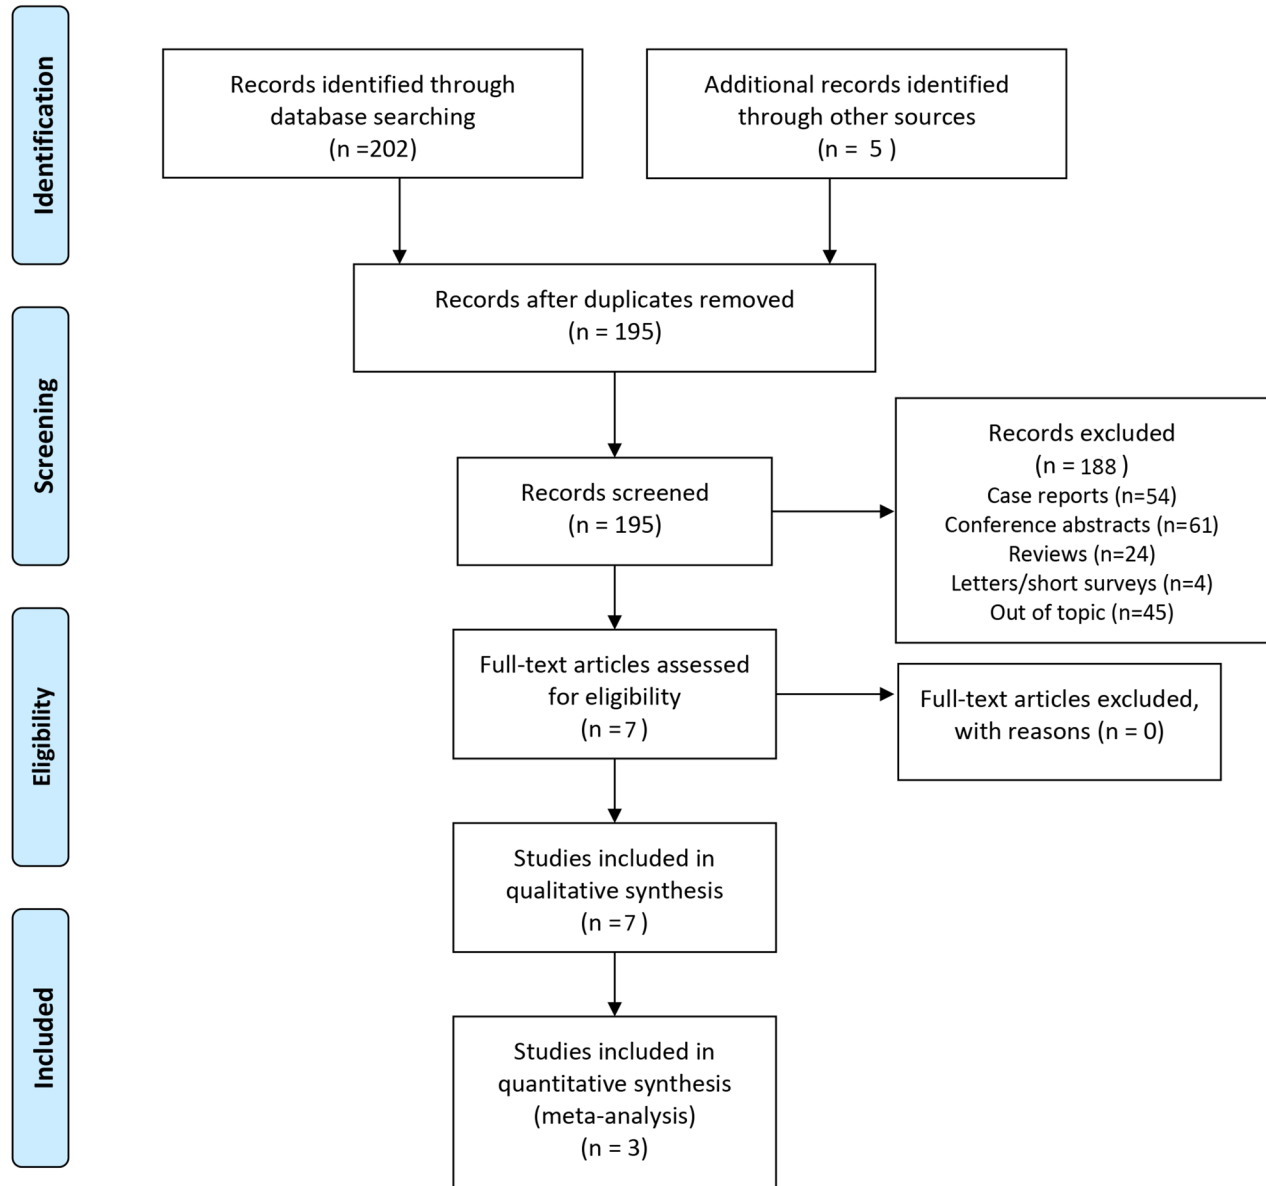 Identification
Records identified through
database searching
(n =202)
Additional records identified
through other sources
(n = 5 )
Records after duplicates removed
(n = 195)
Screening
Records screened
(n = 195)
Records excluded
(n = 188 )
Case reports (n=54)
Conference abstracts (n=61)
Reviews (n=24)
Letters/short surveys (n=4)
Out of topic (n=45)
Eligibility
Full-text articles assessed
for eligibility
(n =7 )
Full-text articles excluded,
with reasons (n = 0)
Studies included in
qualitative synthesis
(n =7 )
Included
Studies included in
quantitative synthesis
(meta-analysis)
(n = 3)